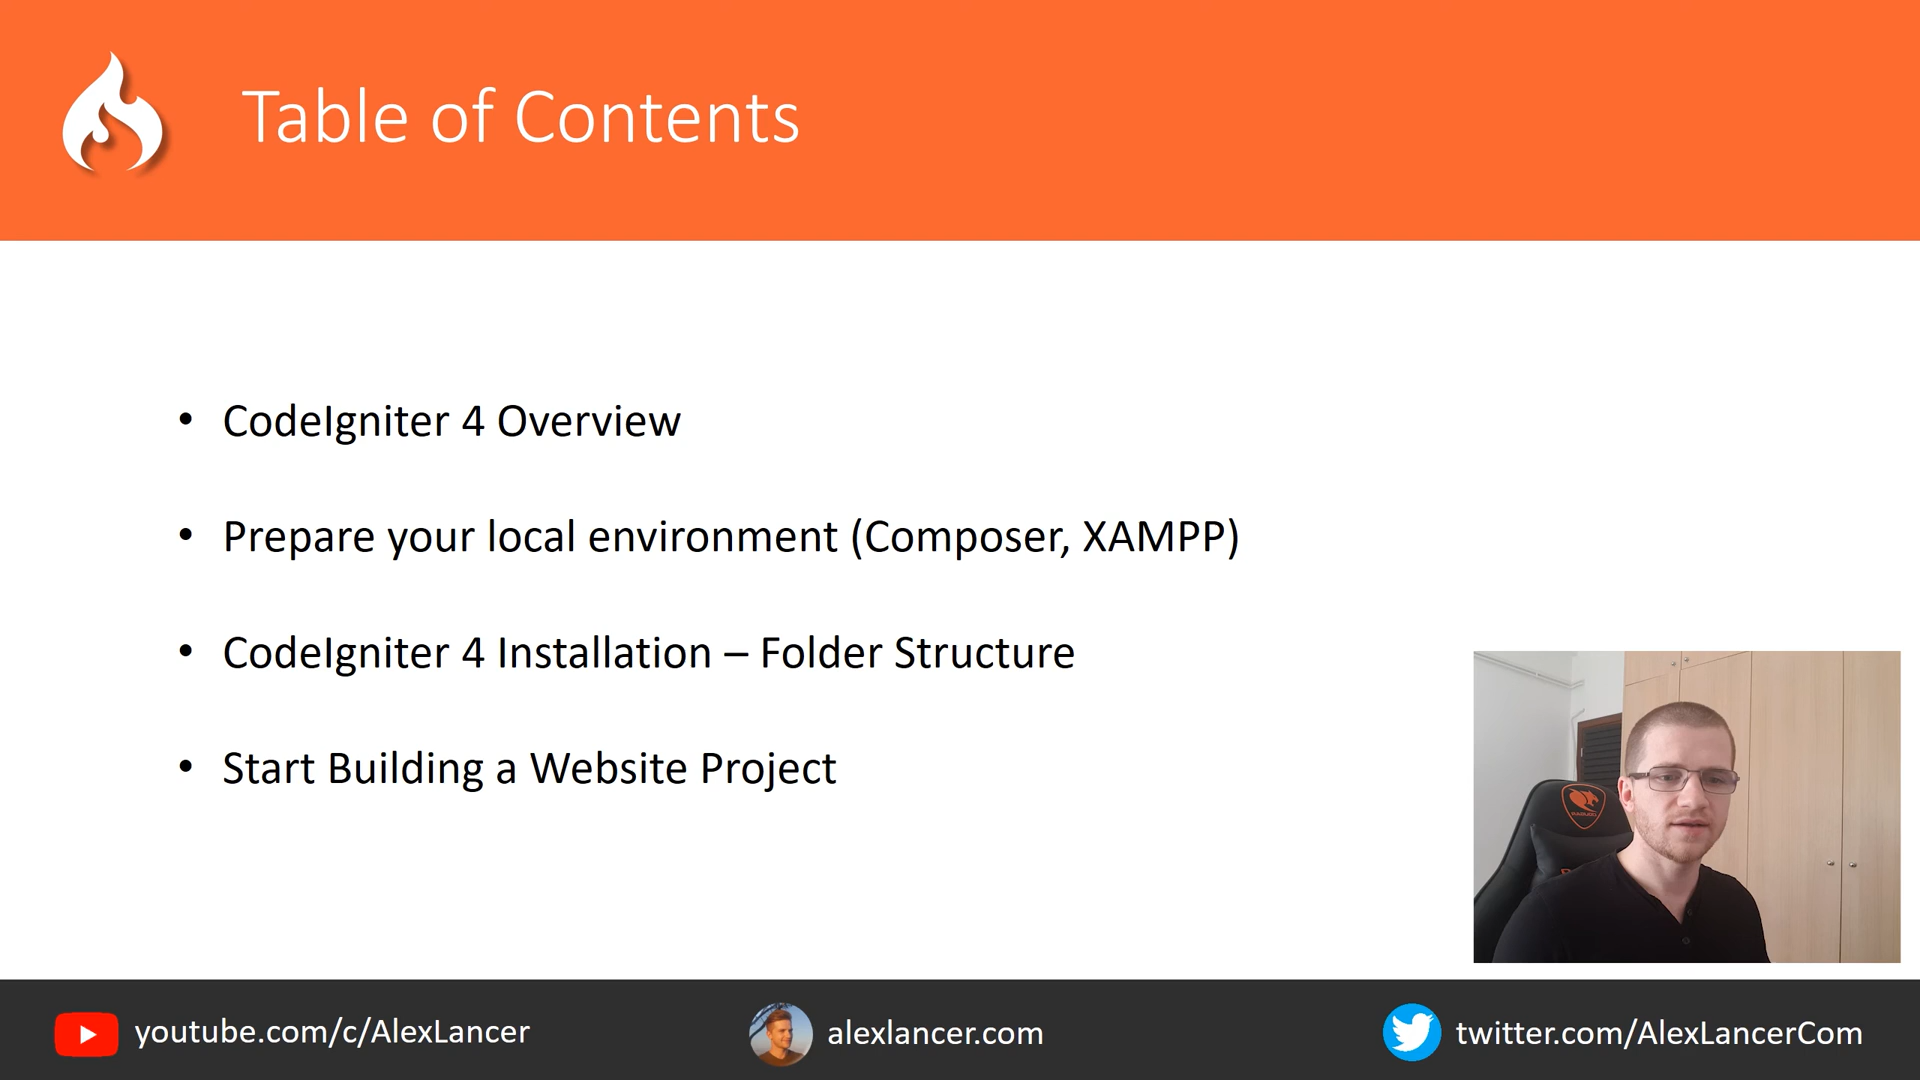 Table of Contents
• CodeIgniter 4 Overview
• Prepare your local environment (Composer, XAMPP)
• CodeIgniter 4 Installation – Folder Structure
• Start Building a Website Project
youtube.com/c/AlexLancer
alexlancer.com
twitter.com/AlexLancerCom